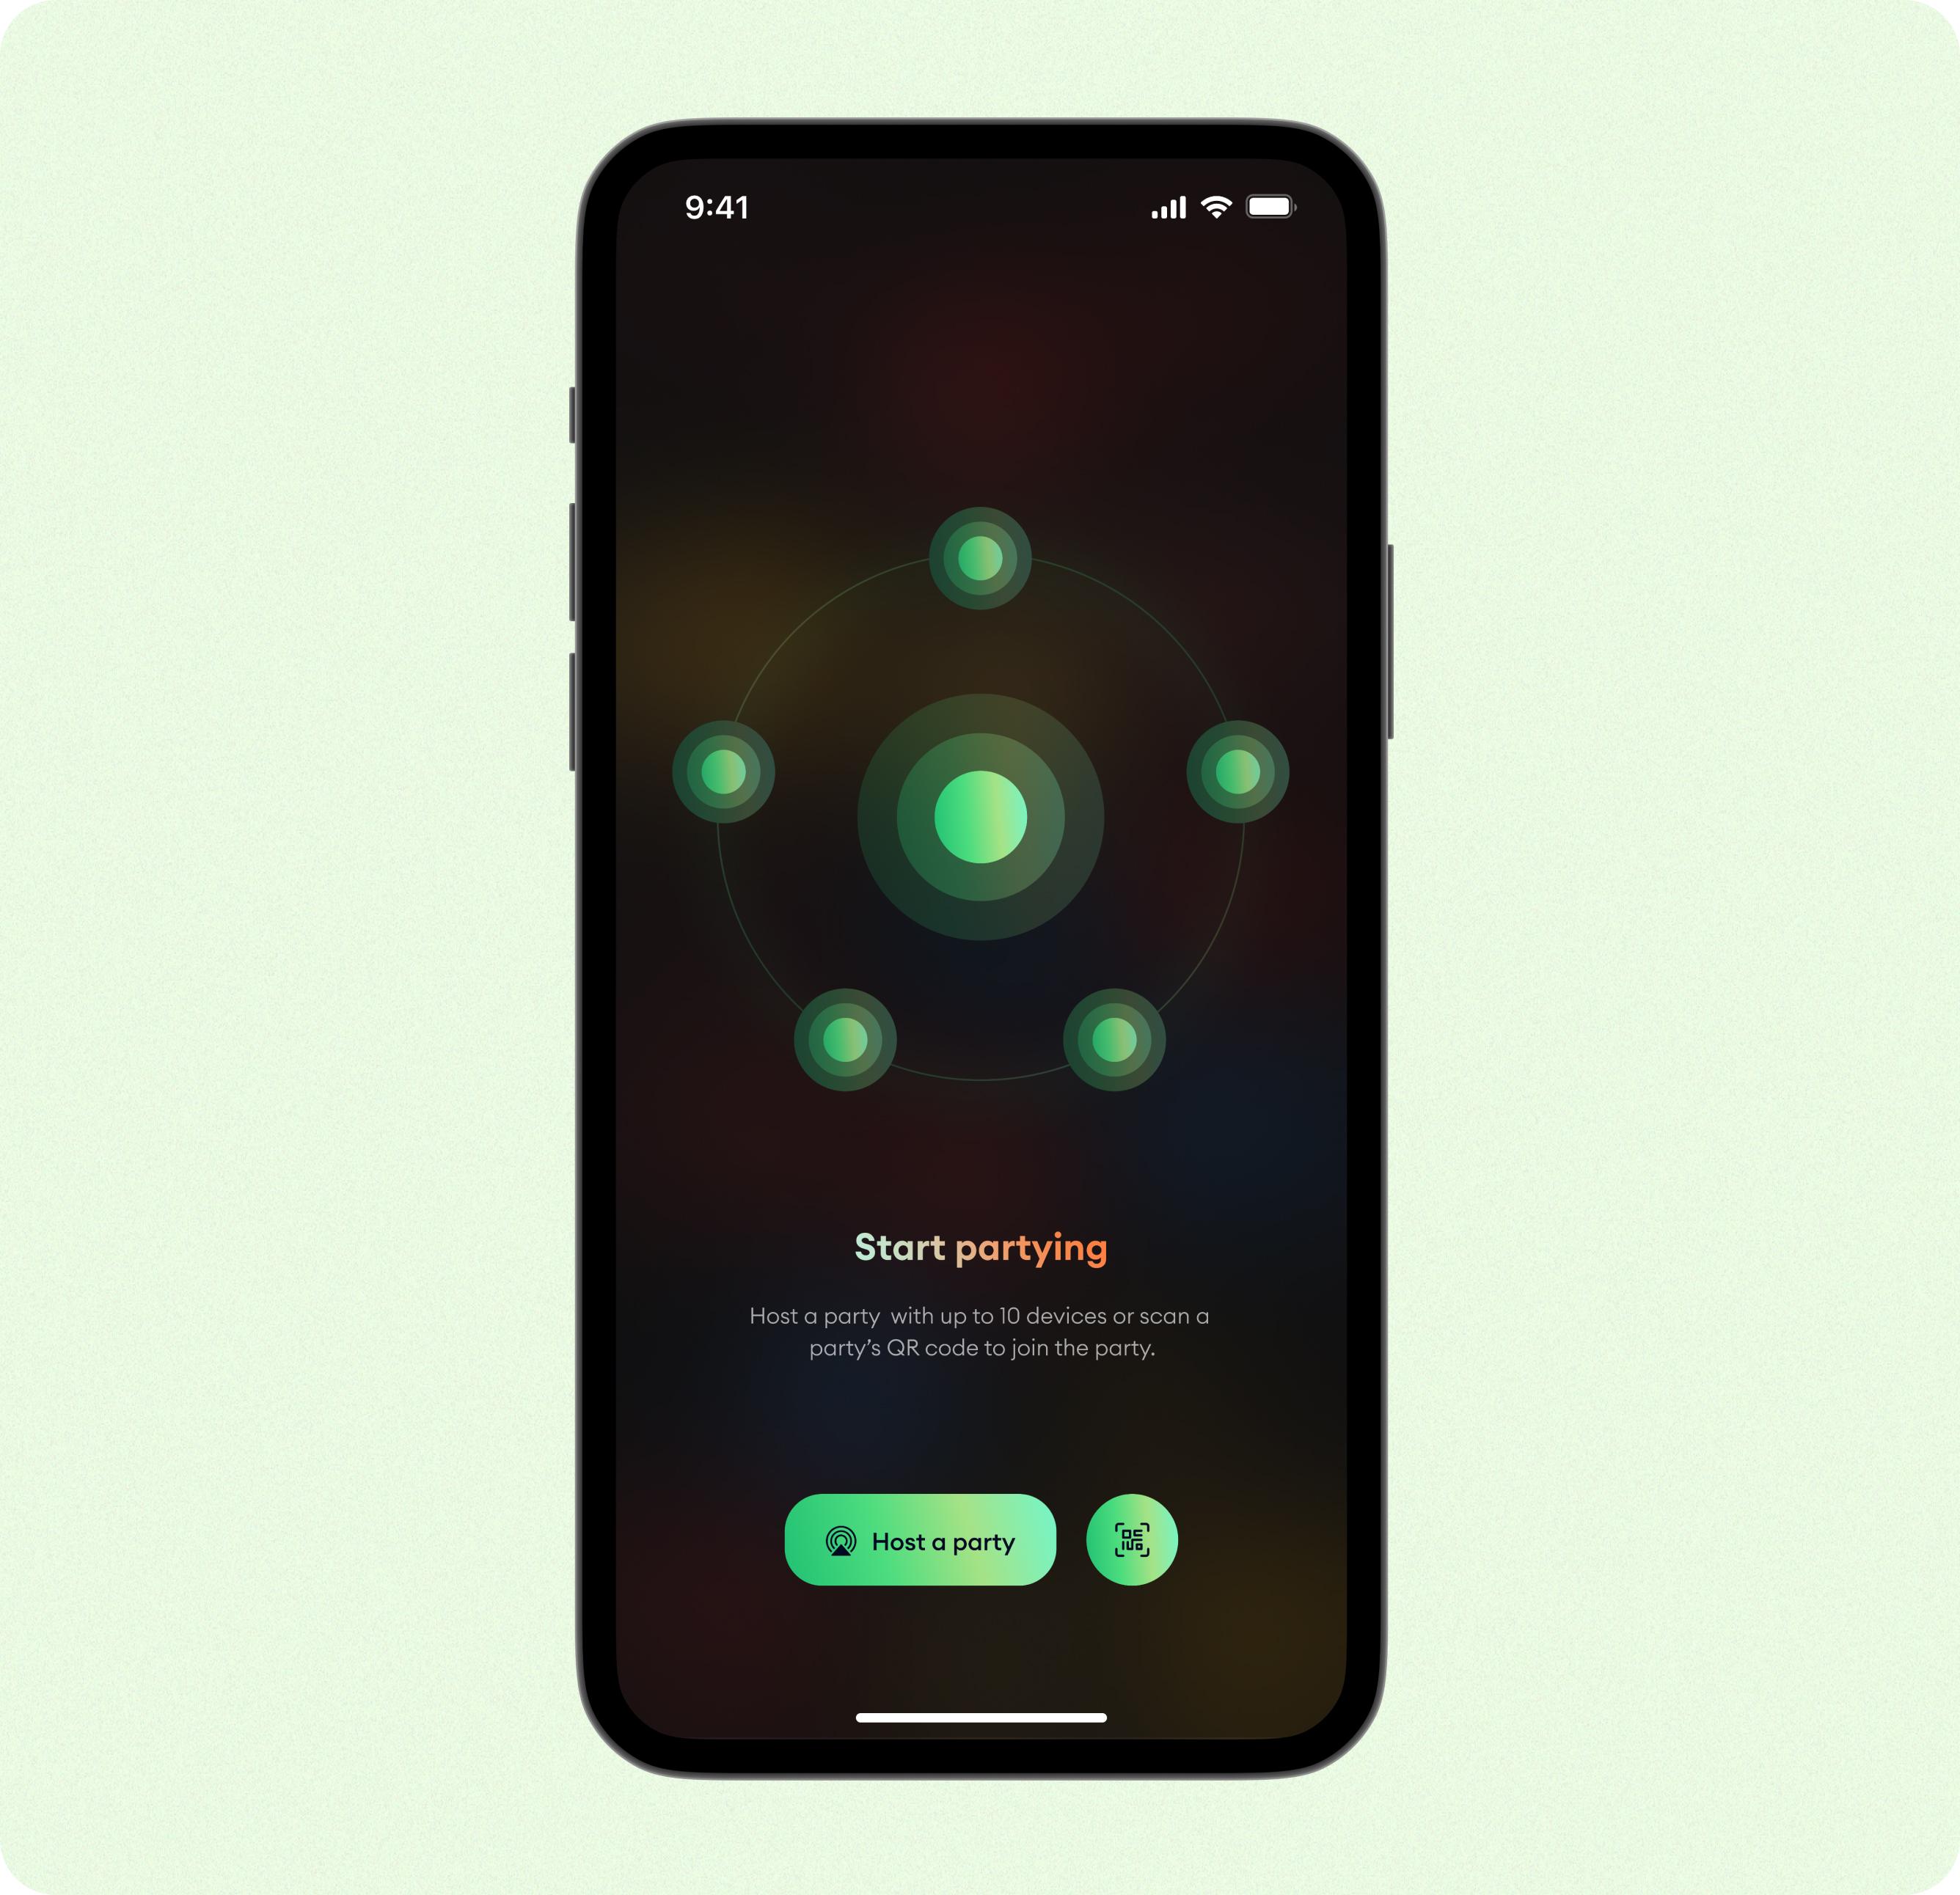 9:41
Start partying
Host a party  with up to 10 devices or scan a
party’s QR code to join the party.
Host a party